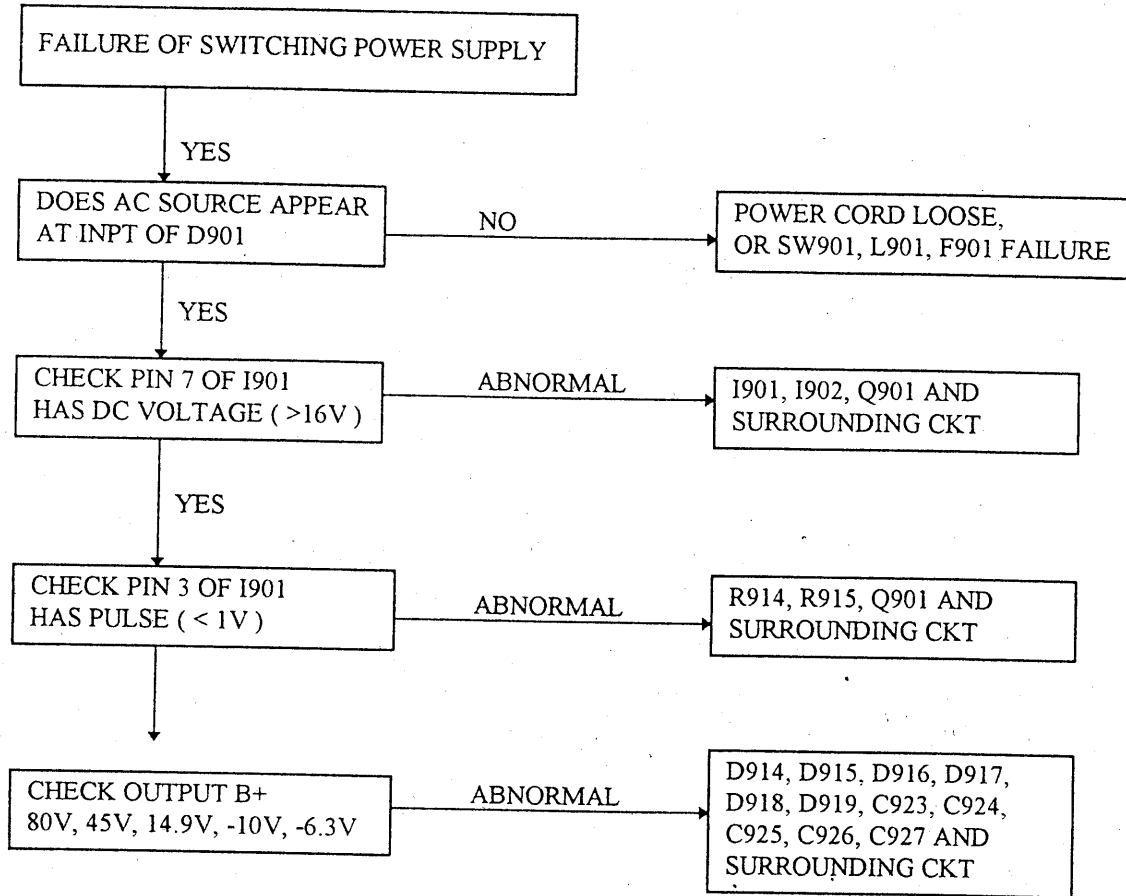 FAILURE OF SWITCHING POWER SUPPLY
YES
DOES AC SOURCE APPEAR
AT INPT OF D901
NO
POWER CORD LOOSE,
OR SW901, L901, F901 FAILURE
YES
CHECK PIN 7 OF I901
HAS DC VOLTAGE ( >16V )
ABNORMAL
I901, I902, Q901 AND
SURROUNDING CKT
YES
CHECK PIN 3 OF I901
HAS PULSE ( < 1V )
ABNORMAL
R914, R915, Q901 AND
SURROUNDING CKT
CHECK OUTPUT B+
80V, 45V, 14.9V, -10V, -6.3V
ABNORMAL
D914, D915, D916, D917,
D918, D919, C923, C924,
C925, C926, C927 AND
SURROUNDING CKT